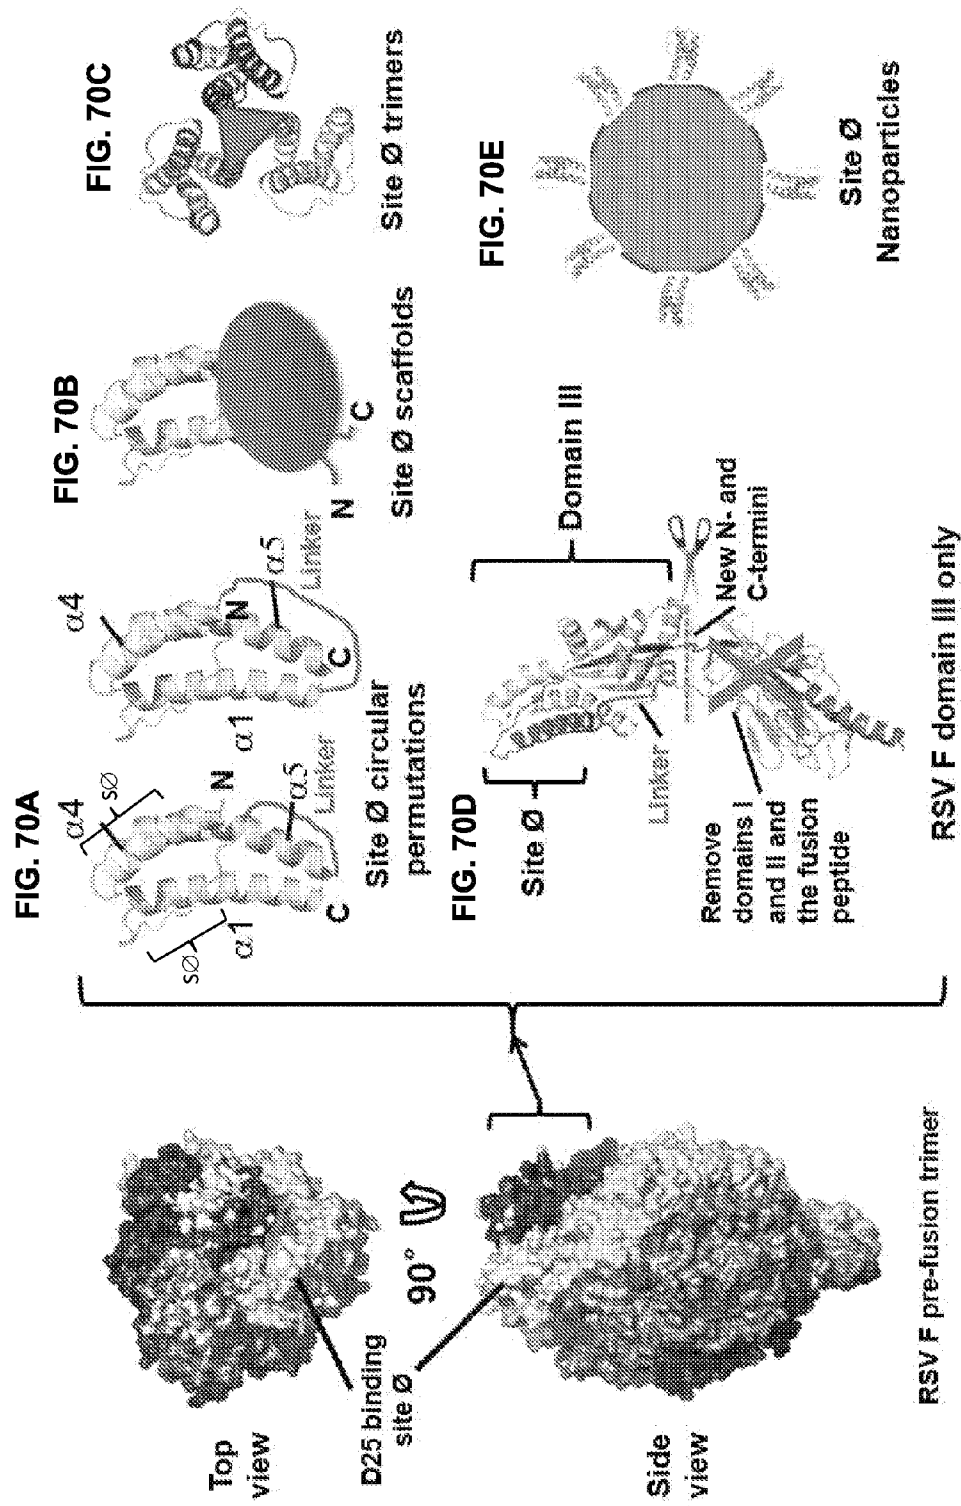 Top
view
D25 binding
site Ø
90°
Side
view
RSV F pre-fusion trimer
FIG. 70A
α4
sØ
sØ
α1
N
α5
Linker
C
α4
α1
N
α5
Linker
C
Site Ø circular
permutations
FIG. 70B
N
C
Site Ø scaffolds
FIG. 70C
Site Ø trimers
FIG. 70D
Site Ø
Domain III
Linker
New N- and
C-termini
Remove
domains I
and II and
the fusion
peptide
RSV F domain III only
FIG. 70E
Site Ø
Nanoparticles